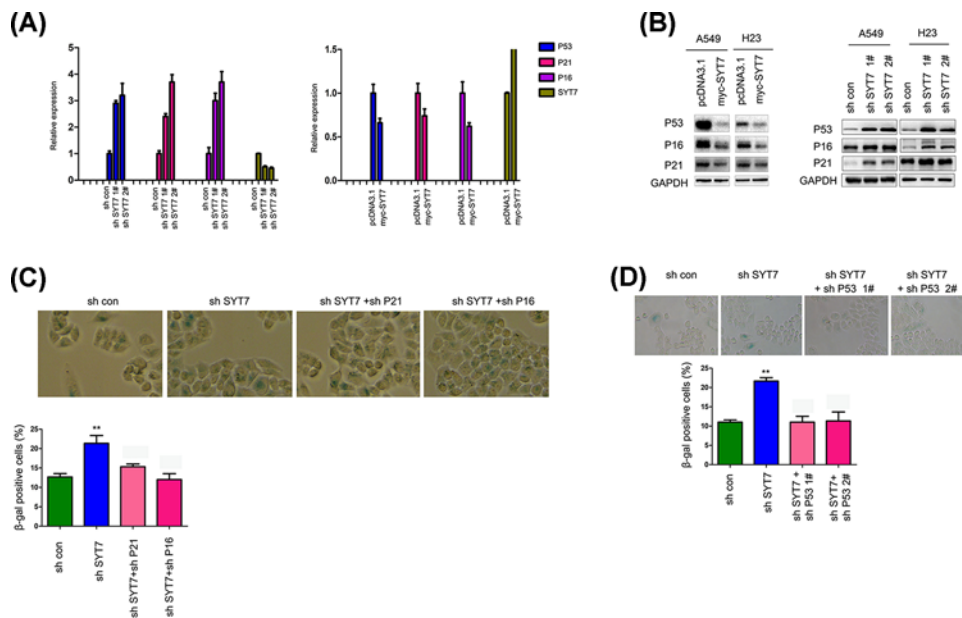 (A)
Relative expression
5
4
3
2
1
0
sh con
sh SYT7 1#
sh SYT7 2#
sh con
sh SYT7 1#
sh SYT7 2#
sh con
sh SYT7 1#
sh SYT7 2#
sh con
sh SYT7 1#
sh SYT7 2#
Relative expression
1.5
1.0
0.5
0.0
pcDNA3.1
myc-SYT7
pcDNA3.1
myc-SYT7
pcDNA3.1
myc-SYT7
pcDNA3.1
myc-SYT7
P53
P21
P16
SYT7
(B)
A549 H23
pcDNA3.1
myc-SYT7
pcDNA3.1
myc-SYT7
P53
P16
P21
GAPDH
A549 H23
sh con
sh SYT7 1#
sh SYT7 2#
sh con
sh SYT7 1#
sh SYT7 2#
P53
P16
P21
GAPDH
(C)
sh con sh SYT7 sh SYT7 +sh P21 sh SYT7 +sh P16
β-gal positive cells (%)
25
20
15
10
5
0
**
sh con
sh SYT7
sh SYT7+sh P21
sh SYT7+sh P16
(D)
sh con sh SYT7 sh SYT7 + sh P53 1# sh SYT7 + sh P53 2#
β-gal positive cells (%)
25
20
15
10
5
0
**
sh con
sh SYT7
sh SYT7 +
sh P53 1#
sh SYT7+
sh P53 2#